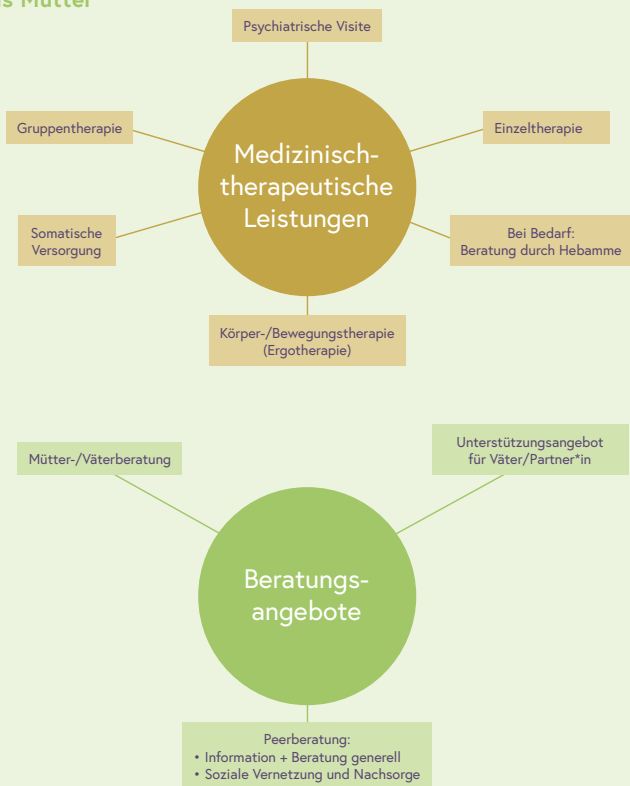 Mütter
Psychiatrische Visite
Gruppentherapie
Einzeltherapie
Medizinisch-
therapeutische
Leistungen
Somatische
Versorgung
Bei Bedarf:
Beratung durch Hebamme
Körper-/Bewegungstherapie
(Ergotherapie)
Mütter-/Väterberatung
Unterstützungsangebot
für Väter/Partner*in
Beratungs-
angebote
Peerberatung:
• Information + Beratung generell
• Soziale Vernetzung und Nachsorge